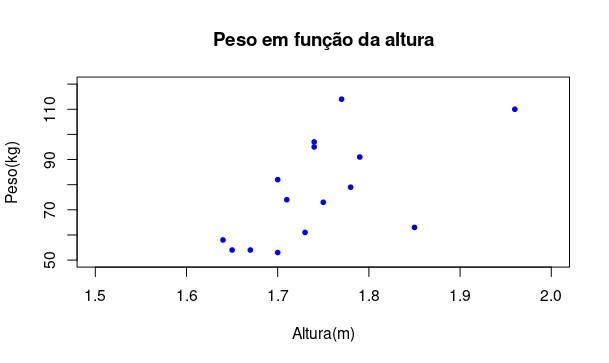 Peso em função da altura
Peso(kg)
110
90
70
50
1.5 1.6 1.7 1.8 1.9 2.0
Altura(m)